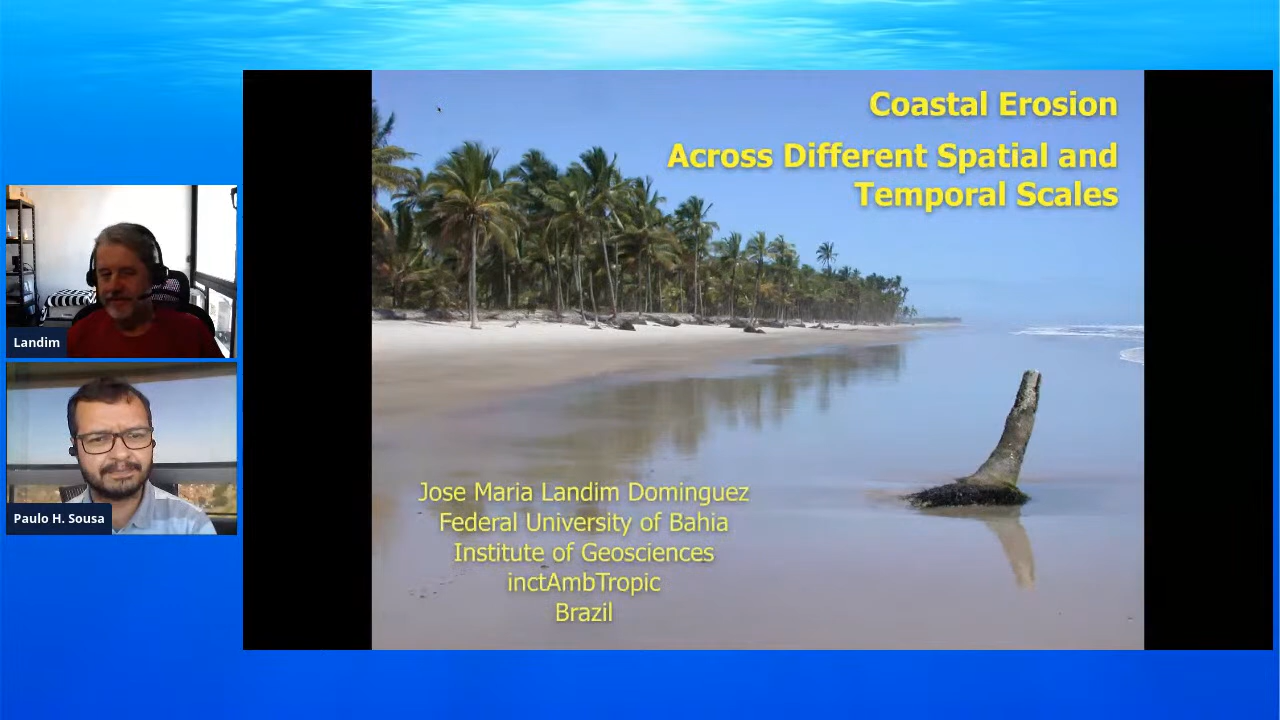 Coastal Erosion
Across Different Spatial and
Temporal Scales
Landim
Paulo H. Sousa
Jose Maria Landim Dominguez
Federal University of Bahia
Institute of Geosciences
inctAmbTropic
Brazil